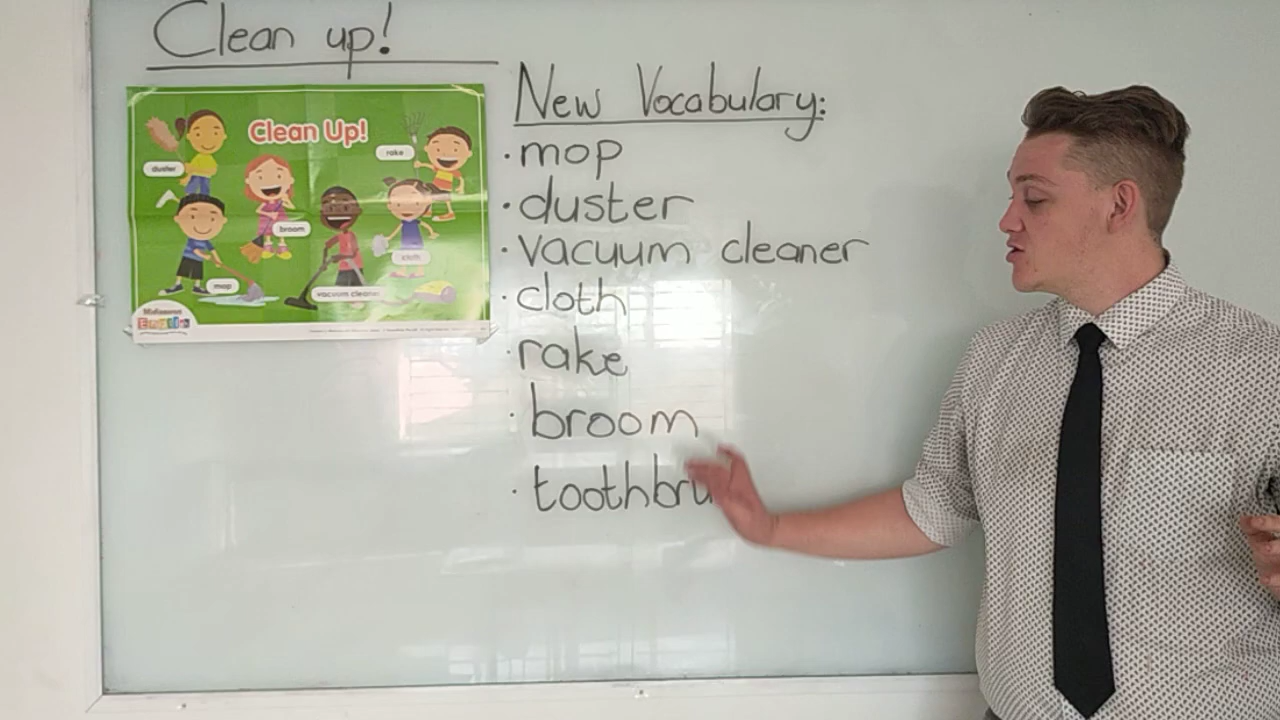 Clean up!
New Vocabulary:
· mop
· duster
· vacuum cleaner
· cloth
· rake
· broom
· toothbru
Clean Up!
rake
duster
broom
cloth
mop
vacuum cleaner
English